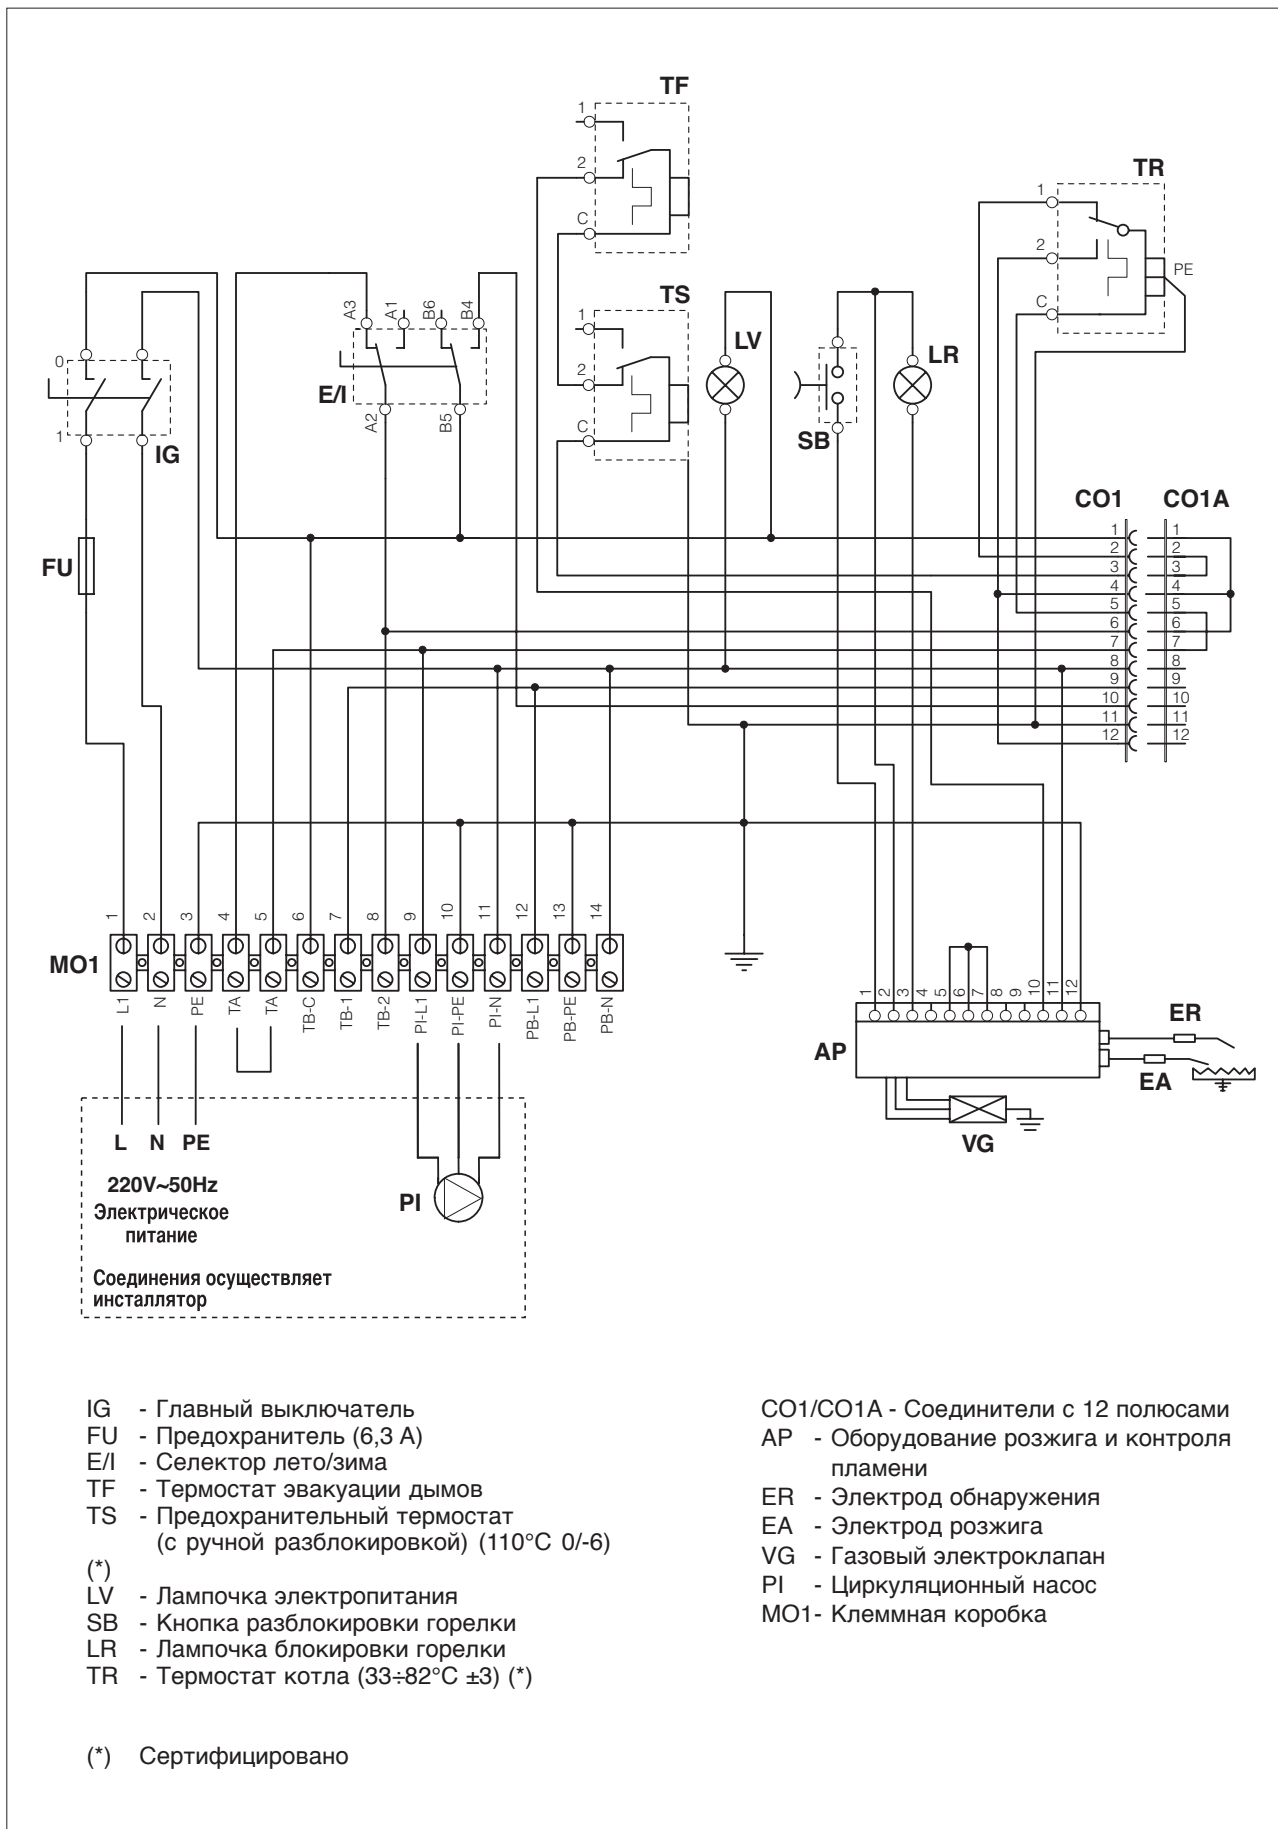 TF
1
2
C
TR
1
2
C
PE
TS
1
2
C
A3
A1
B6
B4
E/I
A2
B5
0
1
IG
LV
SB
LR
FU
CO1 CO1A
1 1
2 2
3 3
4 4
5 5
6 6
7 7
8 8
9 9
10 10
11 11
12 12
1 2 3 4 5 6 7 8 9 10 11 12 13 14
MO1
L1 N PE TA TA TB-C TB-1 TB-2 PI-L1 PI-PE PI-N PB-L1 PB-PE PB-N
1 2 3 4 5 6 7 8 9 10 11 12
AP
ER
EA
VG
L N PE
220V~50Hz
Электрическое
питание
PI
Соединения осуществляет
инсталлятор
IG - Главный выключатель
FU - Предохранитель (6,3 A)
E/I - Селектор лето/зима
TF - Термостат эвакуации дымов
TS - Предохранительный термостат
(с ручной разблокировкой) (110°C 0/-6)
(*)
LV - Лампочка электропитания
SB - Кнопка разблокировки горелки
LR - Лампочка блокировки горелки
TR - Термостат котла (33÷82°C ±3) (*)
(*) Сертифицировано
CO1/CO1A - Соединители с 12 полюсами
AP - Оборудование розжига и контроля
пламени
ER - Электрод обнаружения
EA - Электрод розжига
VG - Газовый электроклапан
PI - Циркуляционный насос
MO1- Клеммная коробка